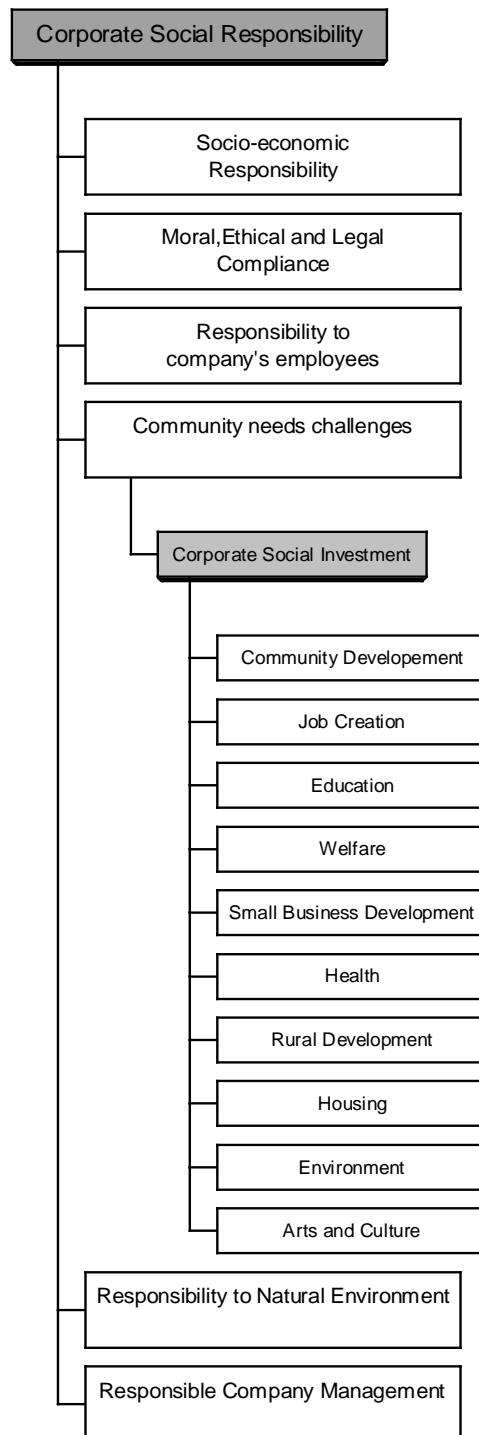 Corporate Social Responsibility
Socio-economic
Responsibility
Moral,Ethical and Legal
Compliance
Responsibility to
company's employees
Community needs challenges
Corporate Social Investment
Community Developement
Job Creation
Education
Welfare
Small Business Development
Health
Rural Development
Housing
Environment
Arts and Culture
Responsibility to Natural Environment
Responsible Company Management